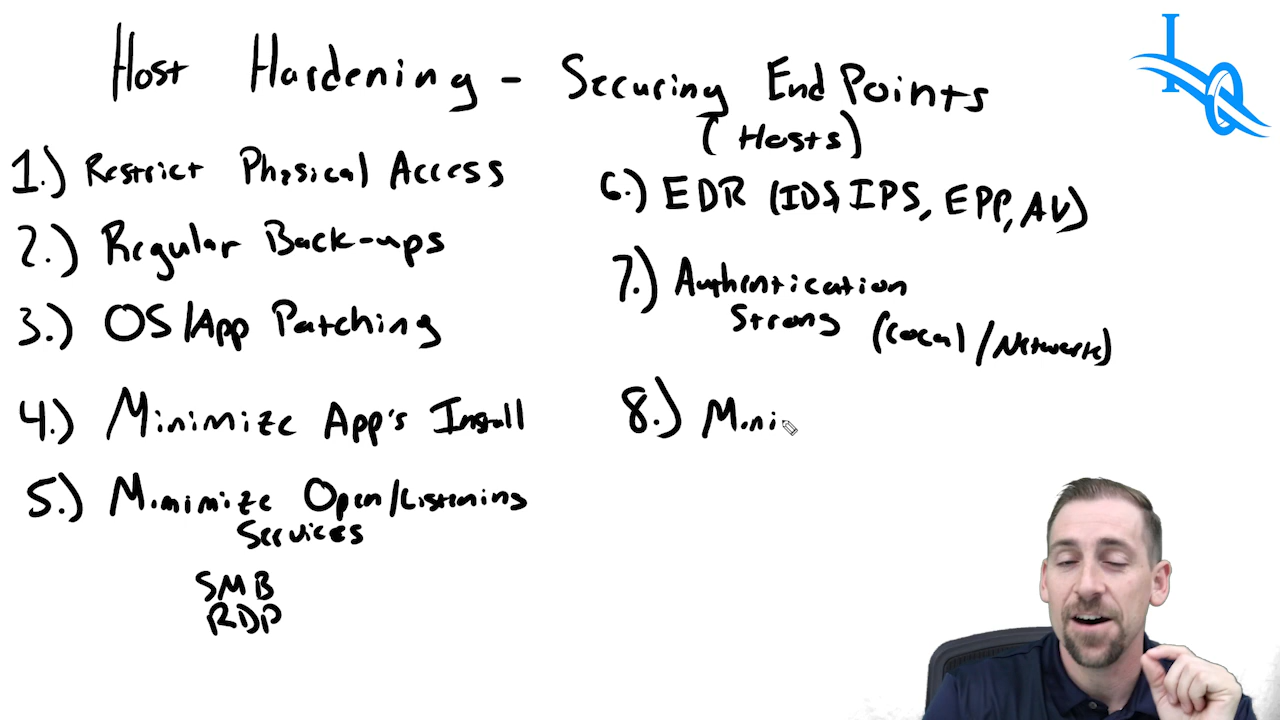 Host Hardening - Securing EndPoints
(Hosts)
1.) Restrict Physical Access
2.) Regular Back-ups
3.) OS/App Patching
4.) Minimize App's Install
5.) Minimize Open/Listening
Services
SMB
RDP
6.) EDR (IDS, IPS, EPP, AV)
7.) Authentication
Strong (Local/Network)
8.) Mini
IQ